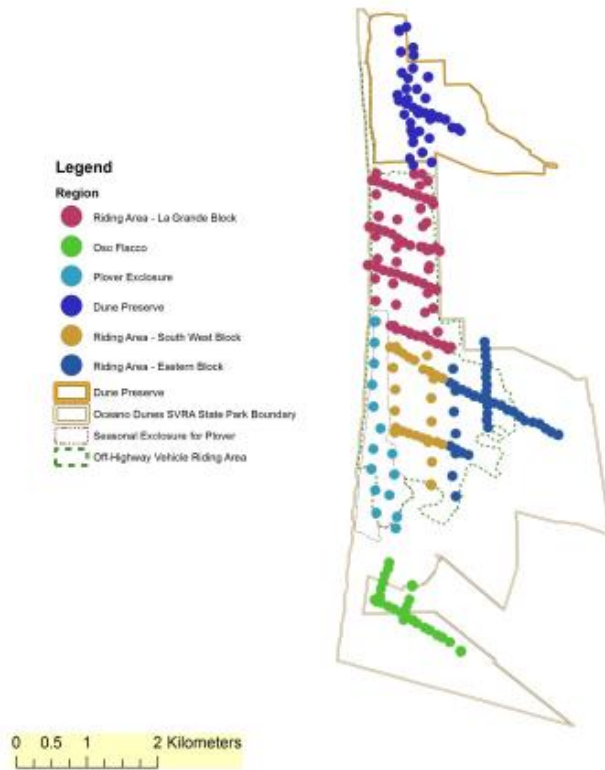 Legend
Region
Riding Area - La Grande Block
Oso Flacco
Plover Exclosure
Dune Preserve
Riding Area - South West Block
Riding Area - Eastern Block
Dune Preserve
Oceano Dunes SVRA State Park Boundary
Seasonal Exclosure for Plover
Off-Highway Vehicle Riding Area
0 0.5 1 2 Kilometers